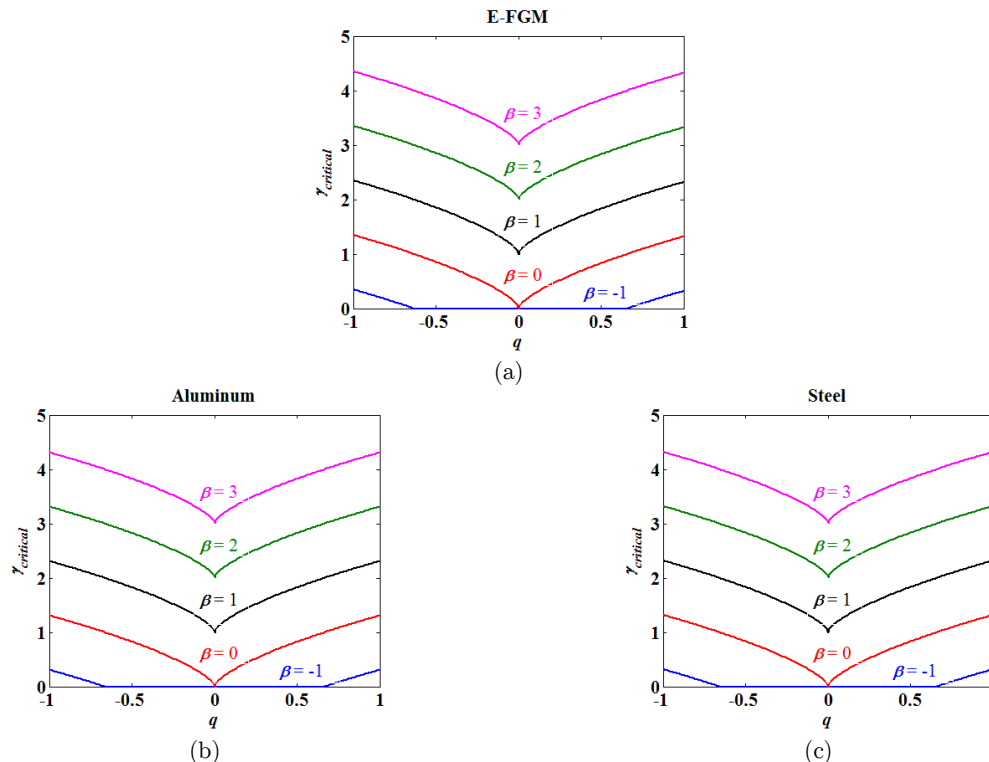 E-FGM
5
4
3
2
1
0
γcritical
β = 3
β = 2
β = 1
β = 0
β = -1
-1
-0.5
0
0.5
1
q
(a)
Aluminum
5
4
3
2
1
0
γcritical
β = 3
β = 2
β = 1
β = 0
β = -1
-1
-0.5
0
0.5
1
q
(b)
Steel
5
4
3
2
1
0
γcritical
β = 3
β = 2
β = 1
β = 0
β = -1
-1
-0.5
0
0.5
q
(c)